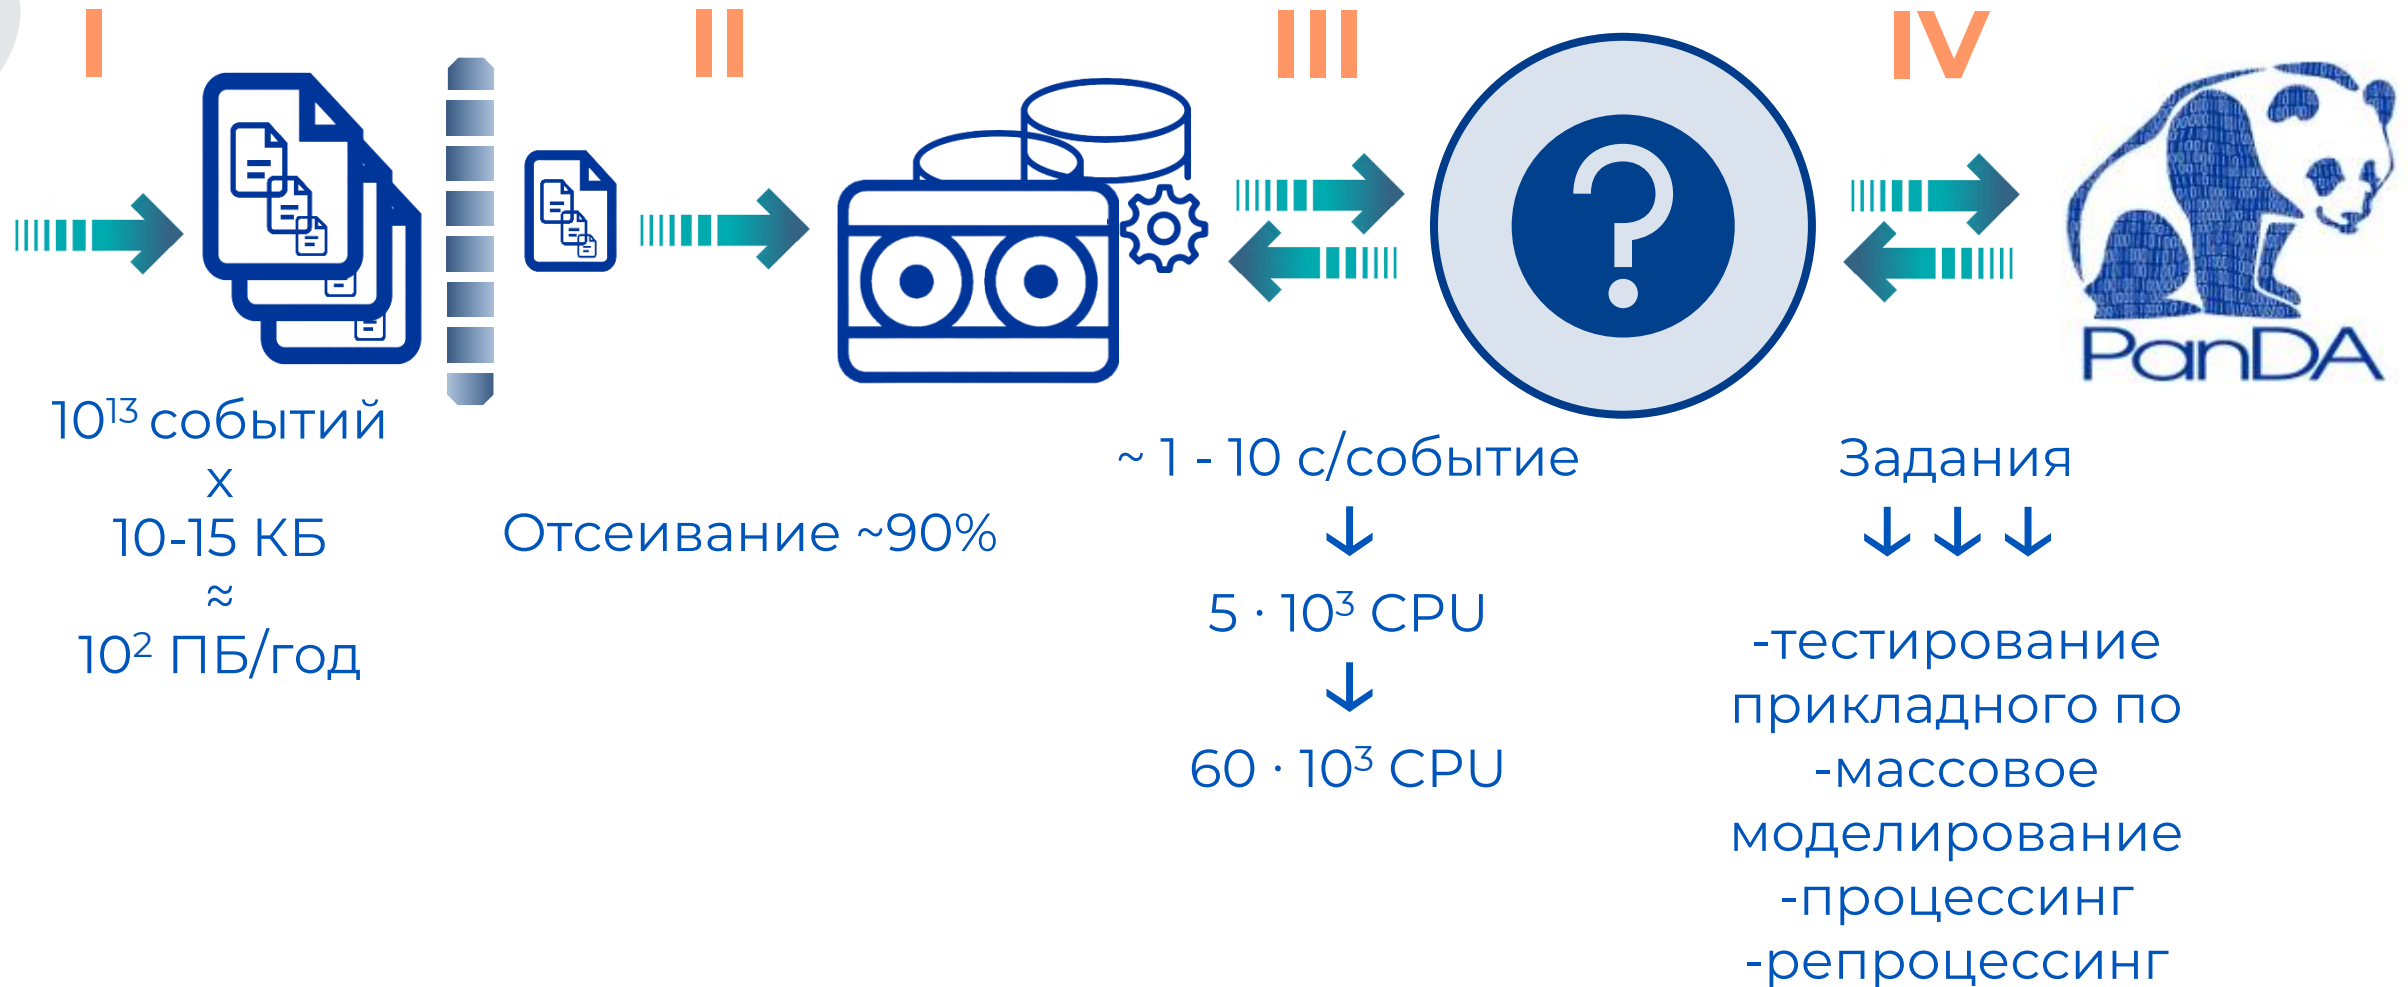 I
II
III
IV
?
PanDA
10¹³ событий
x
10-15 КБ
≈
10² ПБ/год
Отсеивание ~90%
~ 1 - 10 с/событие
↓
5 · 10³ CPU
↓
60 · 10³ CPU
Задания
↓ ↓ ↓
-тестирование
прикладного по
-массовое
моделирование
-процессинг
-репроцессинг